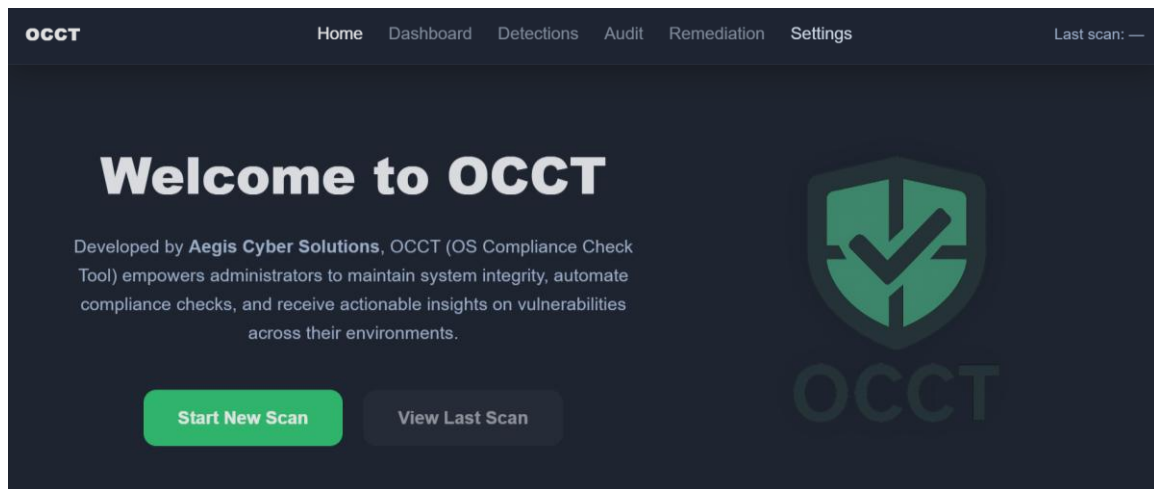 OCCT
Home Dashboard Detections Audit Remediation Settings
Last scan: —
Welcome to OCCT
Developed by Aegis Cyber Solutions, OCCT (OS Compliance Check
Tool) empowers administrators to maintain system integrity, automate
compliance checks, and receive actionable insights on vulnerabilities
across their environments.
Start New Scan View Last Scan
OCCT